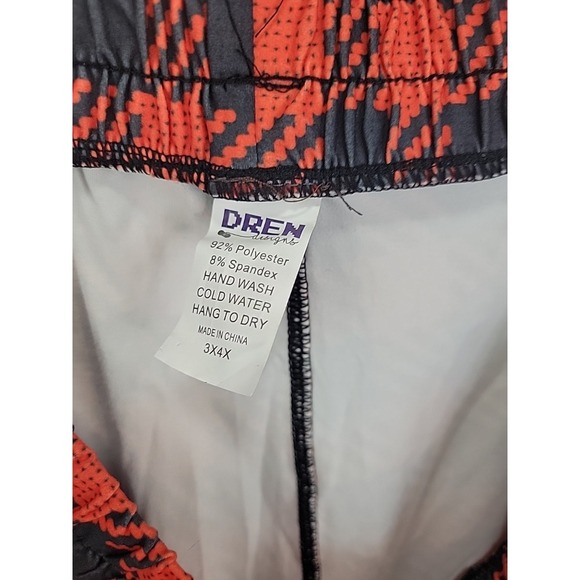 DREN
designs
92% Polyester
8% Spandex
HAND WASH
COLD WATER
HANG TO DRY
MADE IN CHINA
3X4X